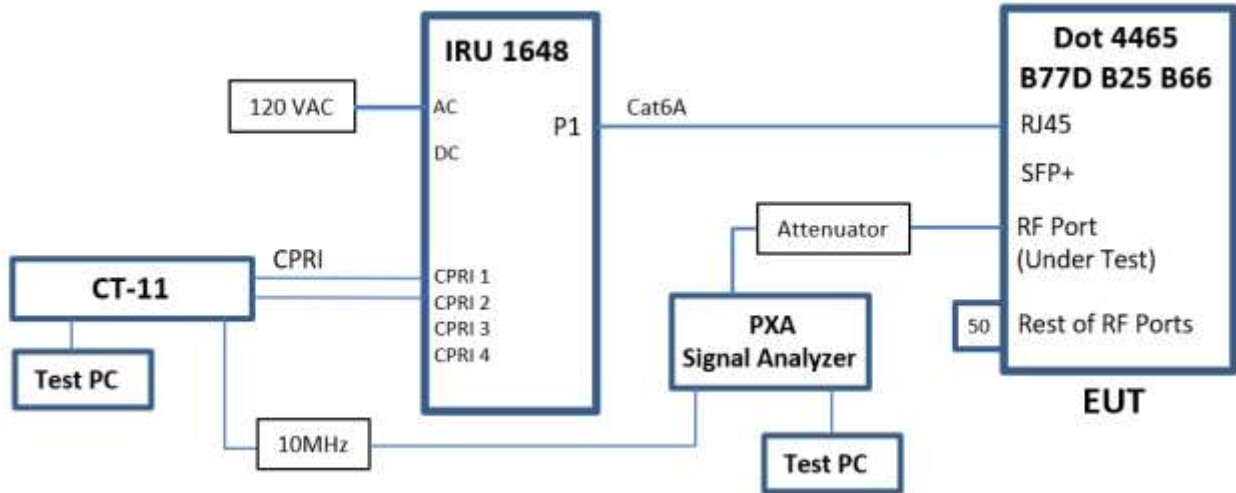 IRU 1648
120 VAC
AC
DC
P1
Cat6A
Dot 4465
B77D B25 B66
RJ45
SFP+
RF Port
(Under Test)
Rest of RF Ports
50
EUT
Attenuator
CPRI
CT-11
CPRI 1
CPRI 2
CPRI 3
CPRI 4
PXA
Signal Analyzer
Test PC
10MHz
Test PC